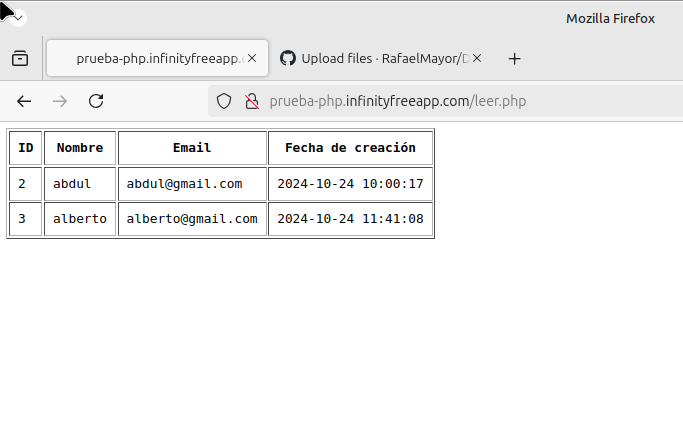 Mozilla Firefox
prueba-php.infinityfreeapp.
Upload files · RafaelMayor/D
prueba-php.infinityfreeapp.com/leer.php
ID Nombre Email Fecha de creación
2 abdul abdul@gmail.com 2024-10-24 10:00:17
3 alberto alberto@gmail.com 2024-10-24 11:41:08